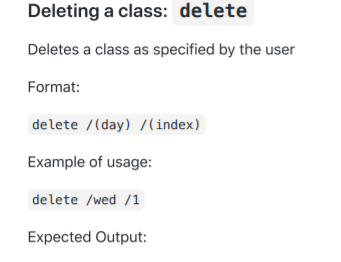 Deleting a class: delete
Deletes a class as specified by the user
Format:
delete /(day) /(index)
Example of usage:
delete /wed /1
Expected Output: